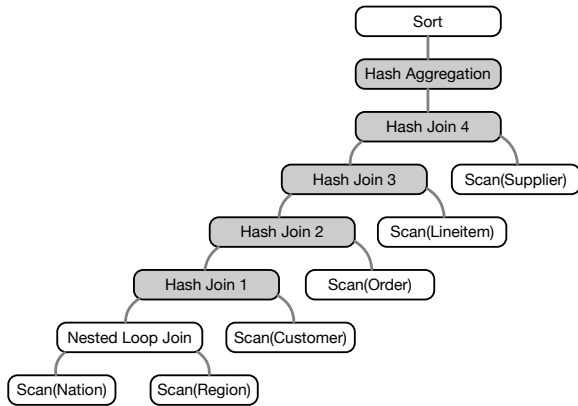 Sort
Hash Aggregation
Hash Join 4
Hash Join 3
Scan(Supplier)
Hash Join 2
Scan(Lineitem)
Hash Join 1
Scan(Order)
Nested Loop Join
Scan(Customer)
Scan(Nation)
Scan(Region)